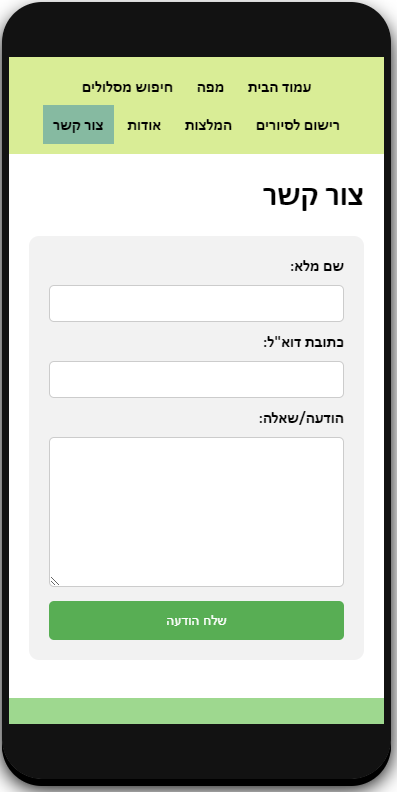 עמוד הבית מפה חיפוש מסלולים
רישום לסיורים המלצות אודות צור קשר
צור קשר
שם מלא:
כתובת דוא"ל:
הודעה/שאלה:
שלח הודעה